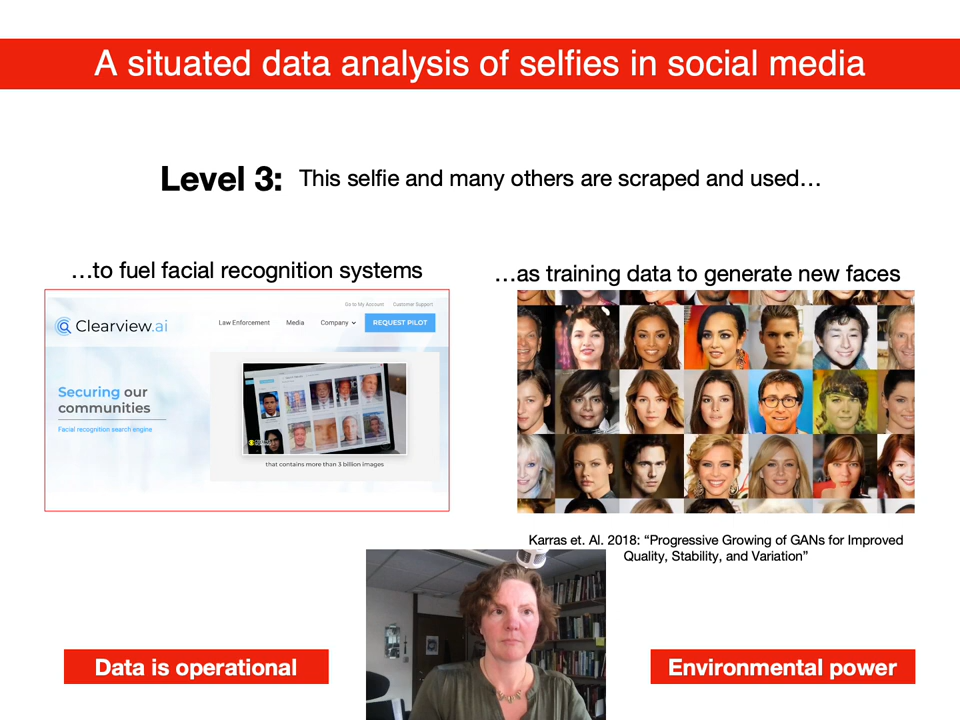 A situated data analysis of selfies in social media
Level 3: This selfie and many others are scraped and used…
…to fuel facial recognition systems
…as training data to generate new faces
Go to My Account Customer Support
Clearview.ai
Law Enforcement Media Company REQUEST PILOT
Securing our
communities
Facial recognition search engine
that contains more than 3 billion images
Karras et. Al. 2018: “Progressive Growing of GANs for Improved
Quality, Stability, and Variation”
Data is operational
Environmental power